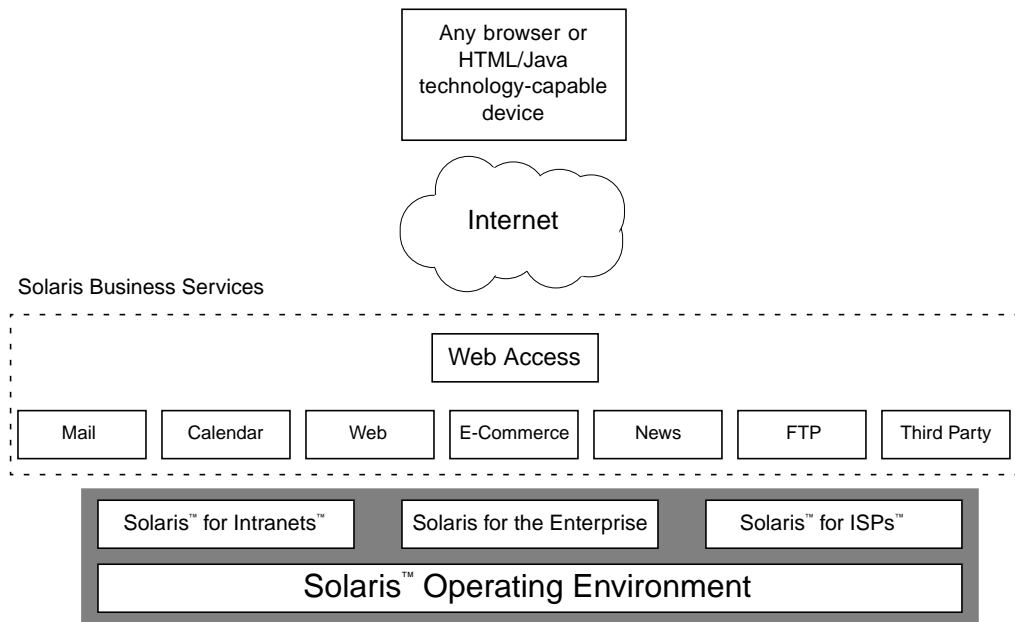 Any browser or
HTML/Java
technology-capable
device
Internet
Solaris Business Services
Web Access
Mail
Calendar
Web
E-Commerce
News
FTP
Third Party
Solaris™ for Intranets™
Solaris for the Enterprise
Solaris™ for ISPs™
Solaris™ Operating Environment